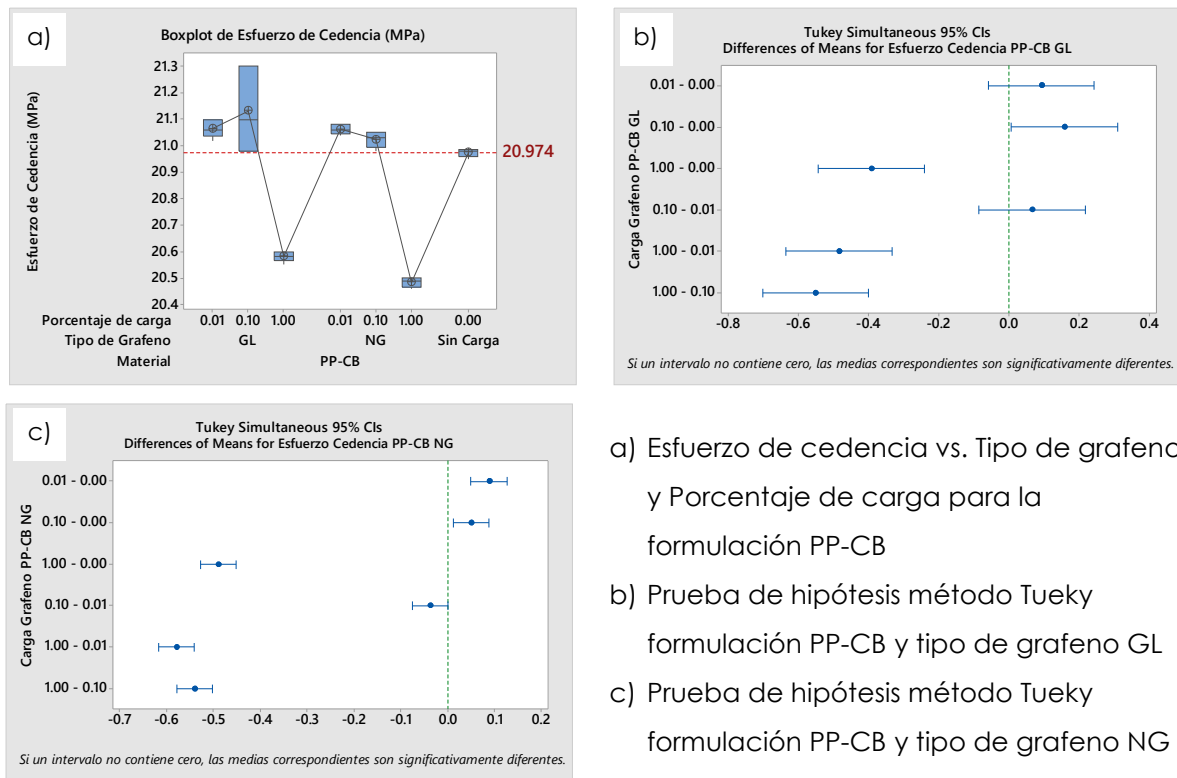 a)
Boxplot de Esfuerzo de Cedencia (MPa)
Esfuerzo de Cedencia (MPa)
21.3
21.2
21.1
21.0
20.9
20.8
20.7
20.6
20.5
20.4
20.974
Porcentaje de carga 0.01 0.10 1.00 0.01 0.10 1.00 0.00
Tipo de Grafeno GL NG Sin Carga
Material PP-CB
b)
Tukey Simultaneous 95% CIs
Differences of Means for Esfuerzo Cedencia PP-CB GL
Carga Grafeno PP-CB GL
0.01 - 0.00
0.10 - 0.00
1.00 - 0.00
0.10 - 0.01
1.00 - 0.01
1.00 - 0.10
-0.8 -0.6 -0.4 -0.2 0.0 0.2 0.4
Si un intervalo no contiene cero, las medias correspondientes son significativamente diferentes.
c)
Tukey Simultaneous 95% CIs
Differences of Means for Esfuerzo Cedencia PP-CB NG
Carga Grafeno PP-CB NG
0.01 - 0.00
0.10 - 0.00
1.00 - 0.00
0.10 - 0.01
1.00 - 0.01
1.00 - 0.10
-0.7 -0.6 -0.5 -0.4 -0.3 -0.2 -0.1 0.0 0.1 0.2
Si un intervalo no contiene cero, las medias correspondientes son significativamente diferentes.
a) Esfuerzo de cedencia vs. Tipo de grafeno
y Porcentaje de carga para la
formulación PP-CB
b) Prueba de hipótesis método Tueky
formulación PP-CB y tipo de grafeno GL
c) Prueba de hipótesis método Tueky
formulación PP-CB y tipo de grafeno NG